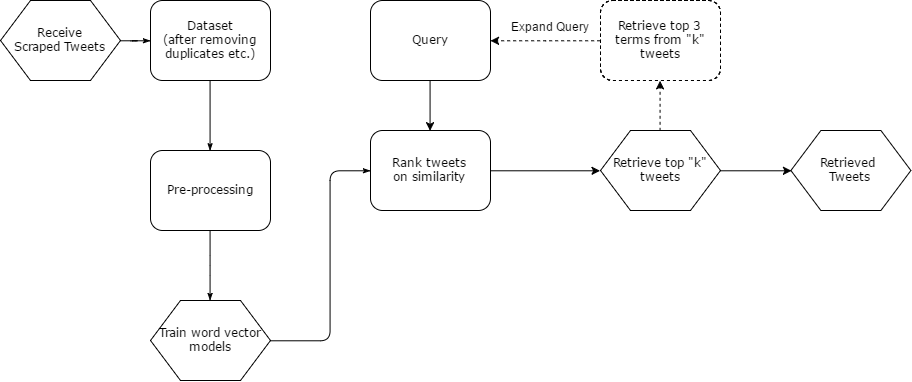 Receive
Scraped Tweets
Dataset
(after removing
duplicates etc.)
Query
Expand Query
Retrieve top 3
terms from "k"
tweets
Pre-processing
Rank tweets
on similarity
Retrieve top "k"
tweets
Retrieved
Tweets
Train word vector
models